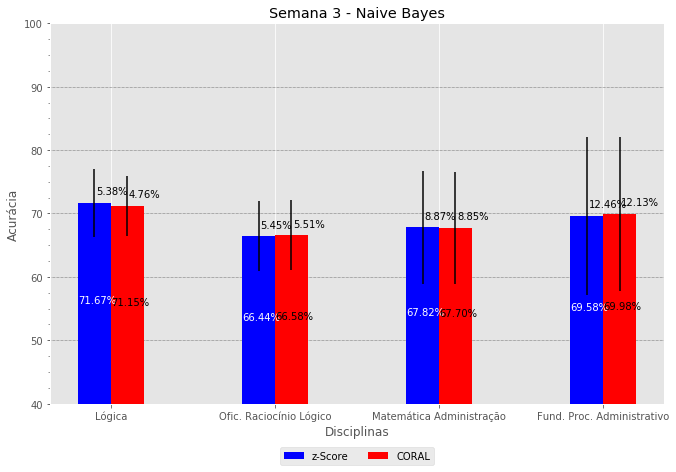 Semana 3 - Naive Bayes
Acurácia
100
90
80
70
60
50
40
5.38%
4.76%
5.45%
5.51%
8.87%
8.85%
12.46%
12.13%
71.67%
71.15%
66.44%
66.58%
67.82%
67.70%
69.58%
69.98%
Lógica
Ofic. Raciocínio Lógico
Matemática Administração
Fund. Proc. Administrativo
Disciplinas
z-Score
CORAL